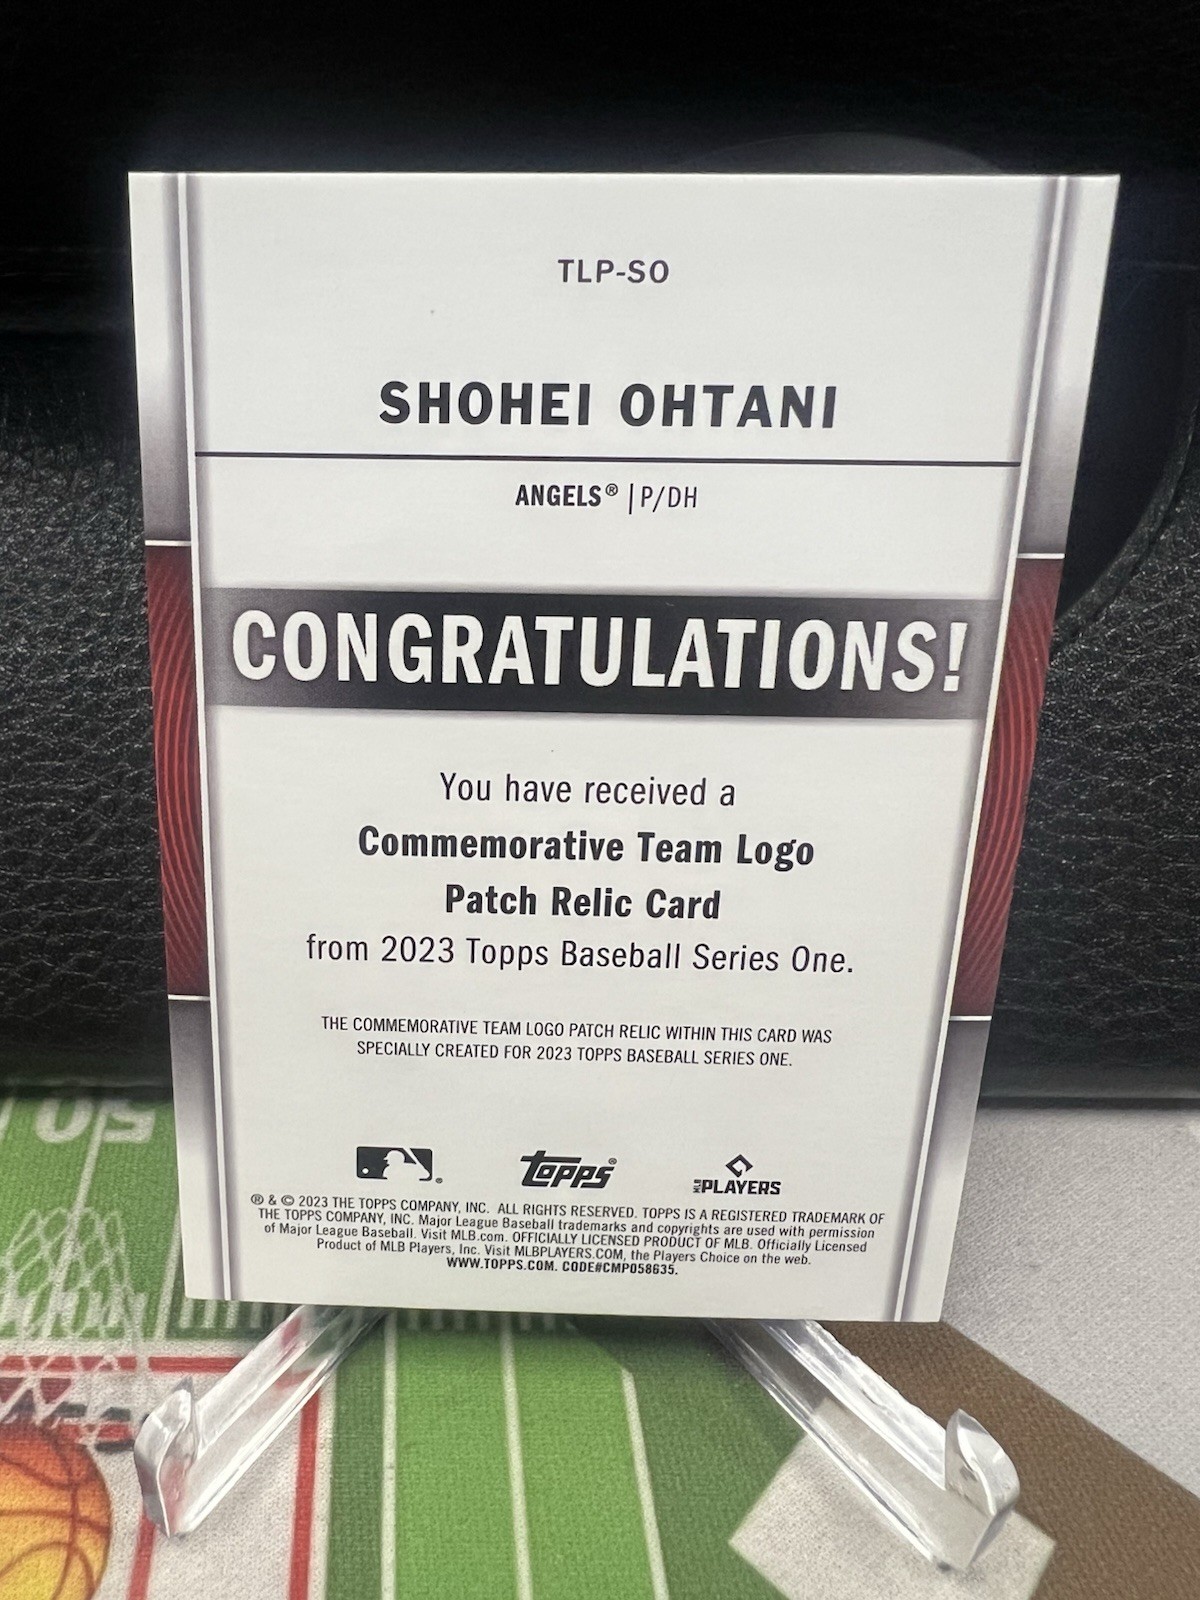 TLP-SO
SHOHEI OHTANI
ANGELS® | P/DH
CONGRATULATIONS!
You have received a
Commemorative Team Logo
Patch Relic Card
from 2023 Topps Baseball Series One.
THE COMMEMORATIVE TEAM LOGO PATCH RELIC WITHIN THIS CARD WAS
SPECIALLY CREATED FOR 2023 TOPPS BASEBALL SERIES ONE.
topps®
MLB PLAYERS
® & © 2023 THE TOPPS COMPANY, INC. ALL RIGHTS RESERVED. TOPPS IS A REGISTERED TRADEMARK OF
THE TOPPS COMPANY, INC. Major League Baseball trademarks and copyrights are used with permission
of Major League Baseball. Visit MLB.com. OFFICIALLY LICENSED PRODUCT OF MLB. Officially Licensed
Product of MLB Players, Inc. Visit MLBPLAYERS.COM, the Players Choice on the web.
WWW.TOPPS.COM. CODE#CMP058635.
50